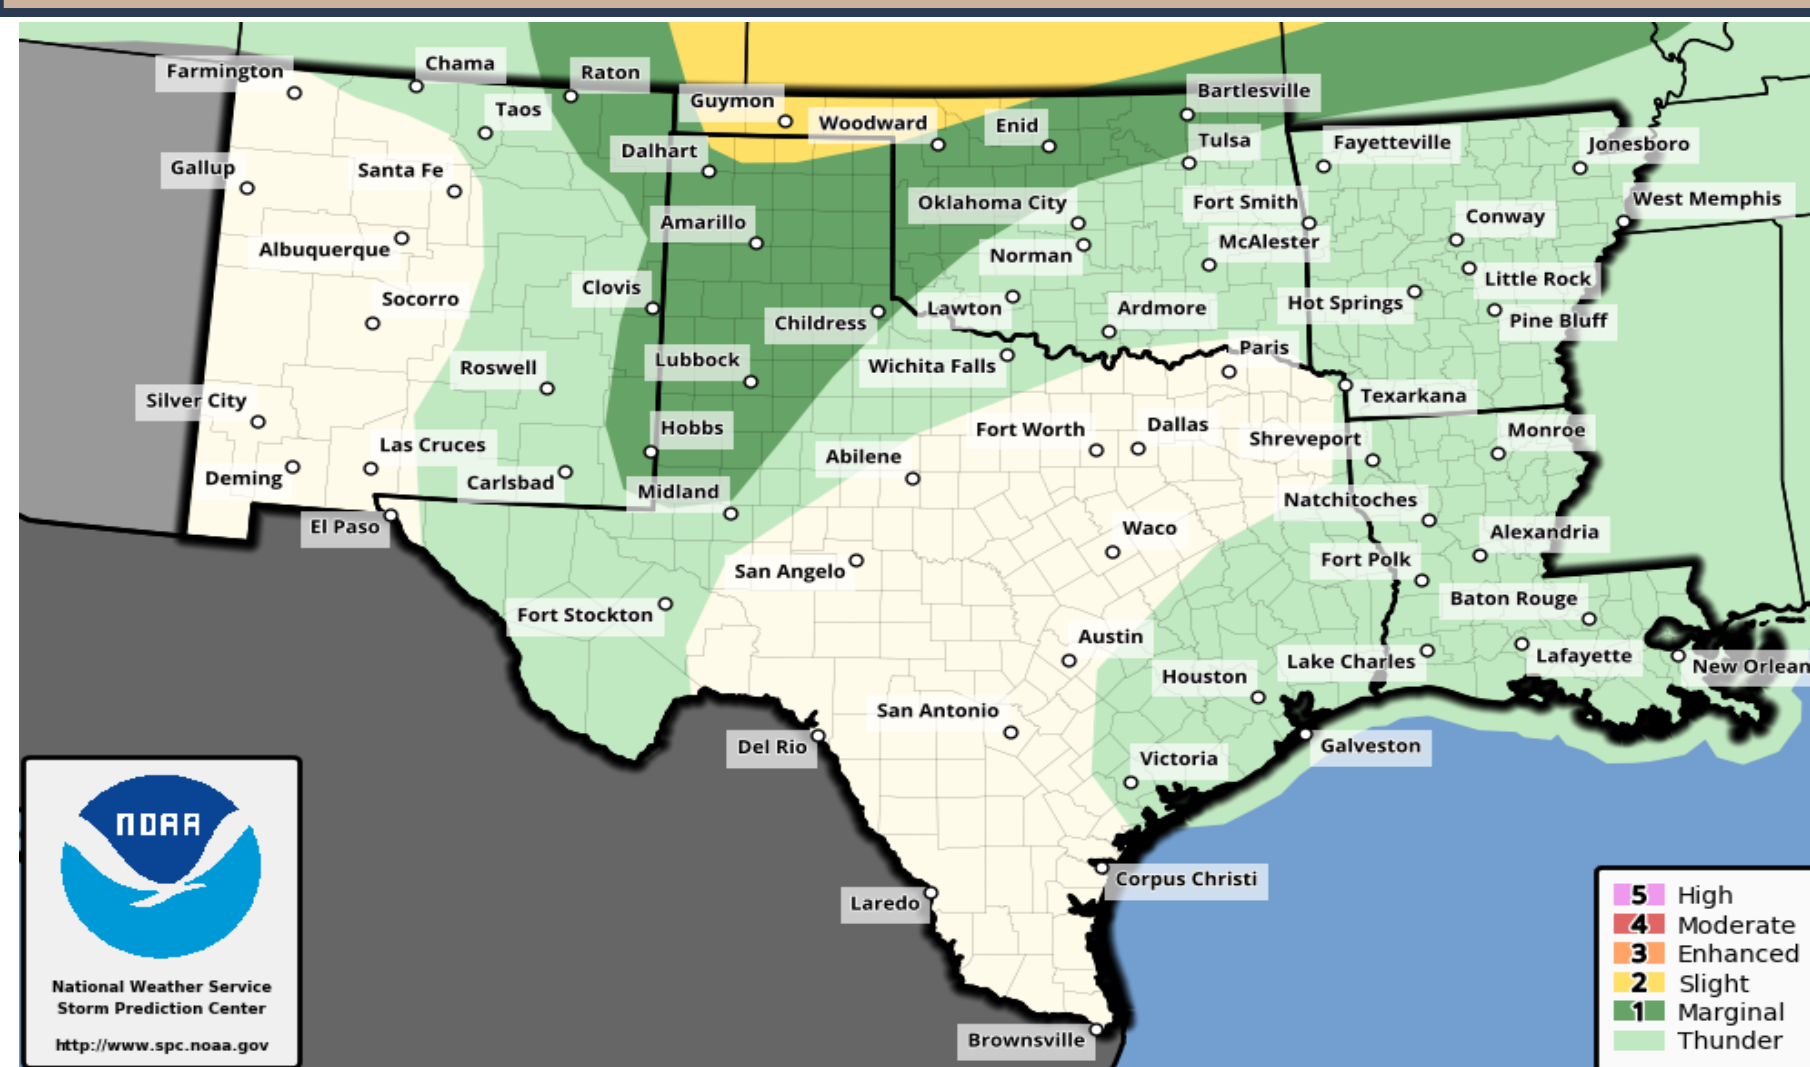 Farmington
Chama
Raton
Taos
Guymon
Woodward
Enid
Bartlesville
Tulsa
Fayetteville
Jonesboro
Dalhart
Gallup
Santa Fe
Oklahoma City
Fort Smith
West Memphis
Amarillo
Conway
Albuquerque
Norman
McAlester
Clovis
Little Rock
Socorro
Childress
Lawton
Ardmore
Hot Springs
Pine Bluff
Roswell
Lubbock
Wichita Falls
Paris
Silver City
Texarkana
Hobbs
Fort Worth
Dallas
Shreveport
Monroe
Las Cruces
Abilene
Deming
Carlsbad
Midland
Natchitoches
El Paso
Waco
Alexandria
San Angelo
Fort Polk
Fort Stockton
Baton Rouge
Austin
Lake Charles
Lafayette
New Orlean
Houston
San Antonio
Del Rio
Galveston
Victoria
Corpus Christi
Laredo
Brownsville
NOAA
National Weather Service
Storm Prediction Center
http://www.spc.noaa.gov
5 High
4 Moderate
3 Enhanced
2 Slight
1 Marginal
Thunder